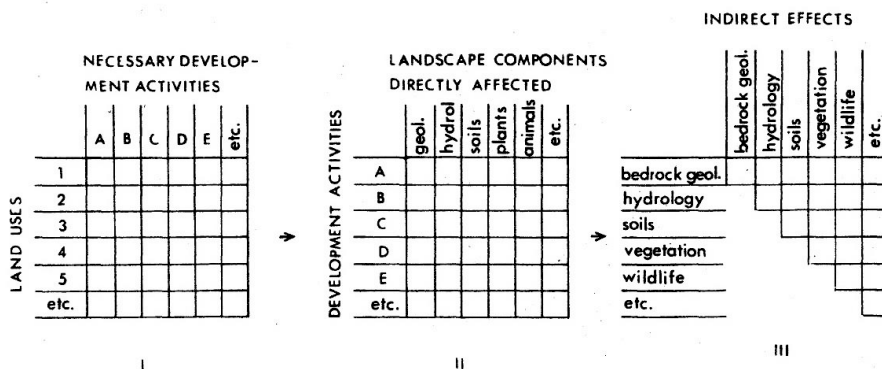 NECESSARY DEVELOP-
MENT ACTIVITIES
A B C D E etc.
LAND USES
1
2
3
4
5
etc.
I
LANDSCAPE COMPONENTS
DIRECTLY AFFECTED
geol. hydrol soils plants animals etc.
DEVELOPMENT ACTIVITIES
A
B
C
D
E
etc.
II
INDIRECT EFFECTS
bedrock geol. hydrology soils vegetation wildlife etc.
bedrock geol.
hydrology
soils
vegetation
wildlife
etc.
III